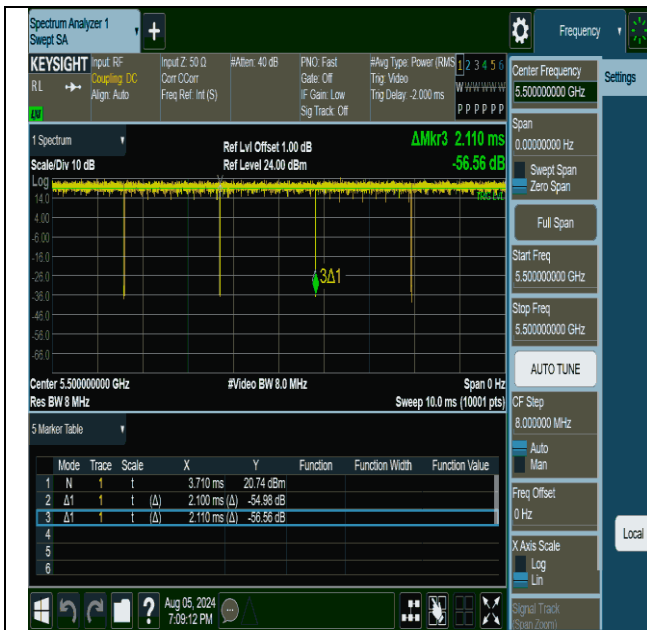 Spectrum Analyzer 1
Swept SA
+
Frequency
KEYSIGHT
RL
Input: RF
Coupling: DC
Align: Auto
Input Z: 50 Ω
Corr CCorr
Freq Ref: Int (S)
#Atten: 40 dB
PNO: Fast
Gate: Off
IF Gain: Low
Sig Track: Off
#Avg Type: Power (RMS
Trig: Video
Trig Delay: -2.000 ms
1 2 3 4 5 6
W W W W W W
P P P P P P
Center Frequency
5.500000000 GHz
Settings
Span
0.00000000 Hz
Swept Span
Zero Span
Full Span
Start Freq
5.500000000 GHz
Stop Freq
5.500000000 GHz
AUTO TUNE
CF Step
8.000000 MHz
Auto
Man
Freq Offset
0 Hz
Local
X Axis Scale
Log
Lin
Signal Track
(Span Zoom)
1 Spectrum
Scale/Div 10 dB
Ref Lvl Offset 1.00 dB
Ref Level 24.00 dBm
ΔMkr3 2.110 ms
-56.56 dB
Log
14.0
4.00
-6.00
-16.0
-26.0
-36.0
-46.0
-56.0
-66.0
3Δ1
Center 5.500000000 GHz
#Video BW 8.0 MHz
Span 0 Hz
Res BW 8 MHz
Sweep 10.0 ms (10001 pts)
5 Marker Table
Mode Trace Scale X Y Function Function Width Function Value
1 N 1 t 3.710 ms 20.74 dBm
2 Δ1 1 t (Δ) 2.100 ms (Δ) -54.98 dB
3 Δ1 1 t (Δ) 2.110 ms (Δ) -56.56 dB
4
5
6
?
Aug 05, 2024
7:09:12 PM